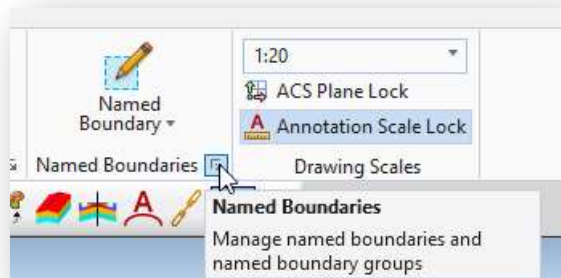 1:20
ACS Plane Lock
Named
Boundary
Annotation Scale Lock
Named Boundaries
Drawing Scales
Named Boundaries
Manage named boundaries and
named boundary groups